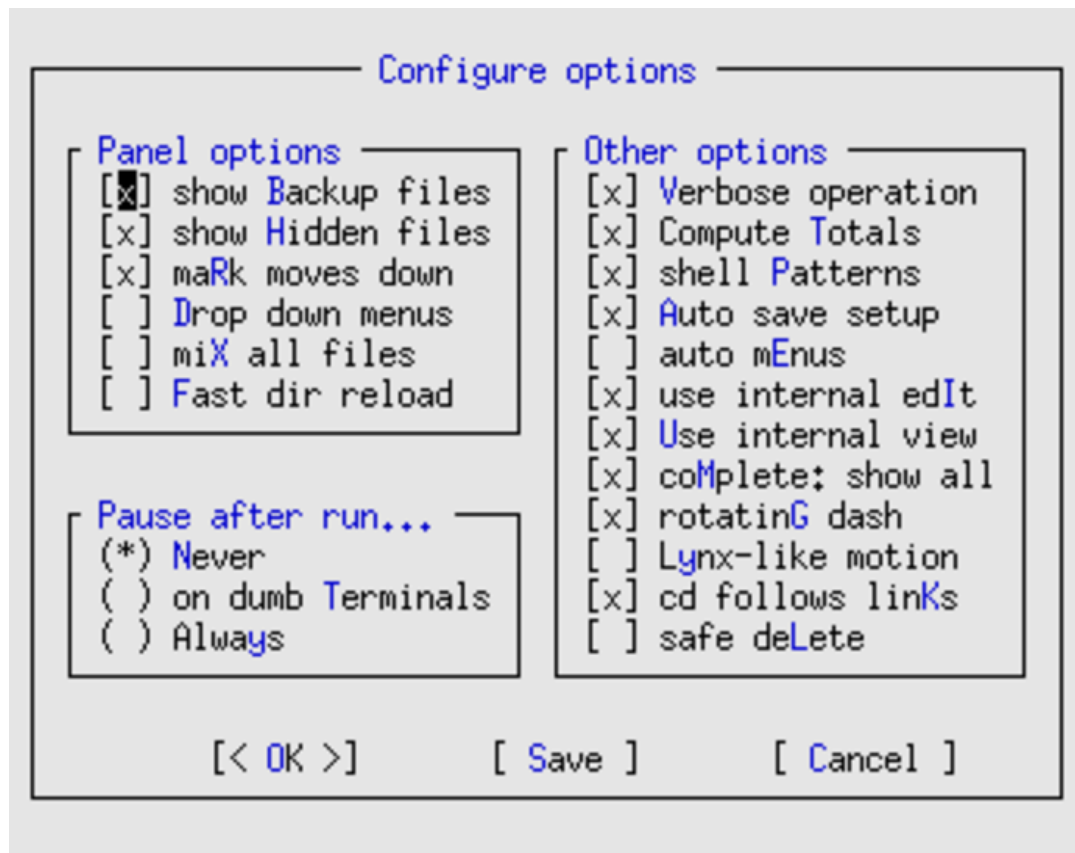 Configure options
Panel options
[x] show Backup files
[x] show Hidden files
[x] maRk moves down
[ ] Drop down menus
[ ] miX all files
[ ] Fast dir reload
Pause after run...
(*) Never
( ) on dumb Terminals
( ) Always
Other options
[x] Verbose operation
[x] Compute Totals
[x] shell Patterns
[x] Auto save setup
[ ] auto mEnus
[x] use internal edIt
[x] Use internal view
[x] coMplete: show all
[x] rotatinG dash
[ ] Lynx-like motion
[x] cd follows linKs
[ ] safe deLete
[< OK >] [ Save ] [ Cancel ]